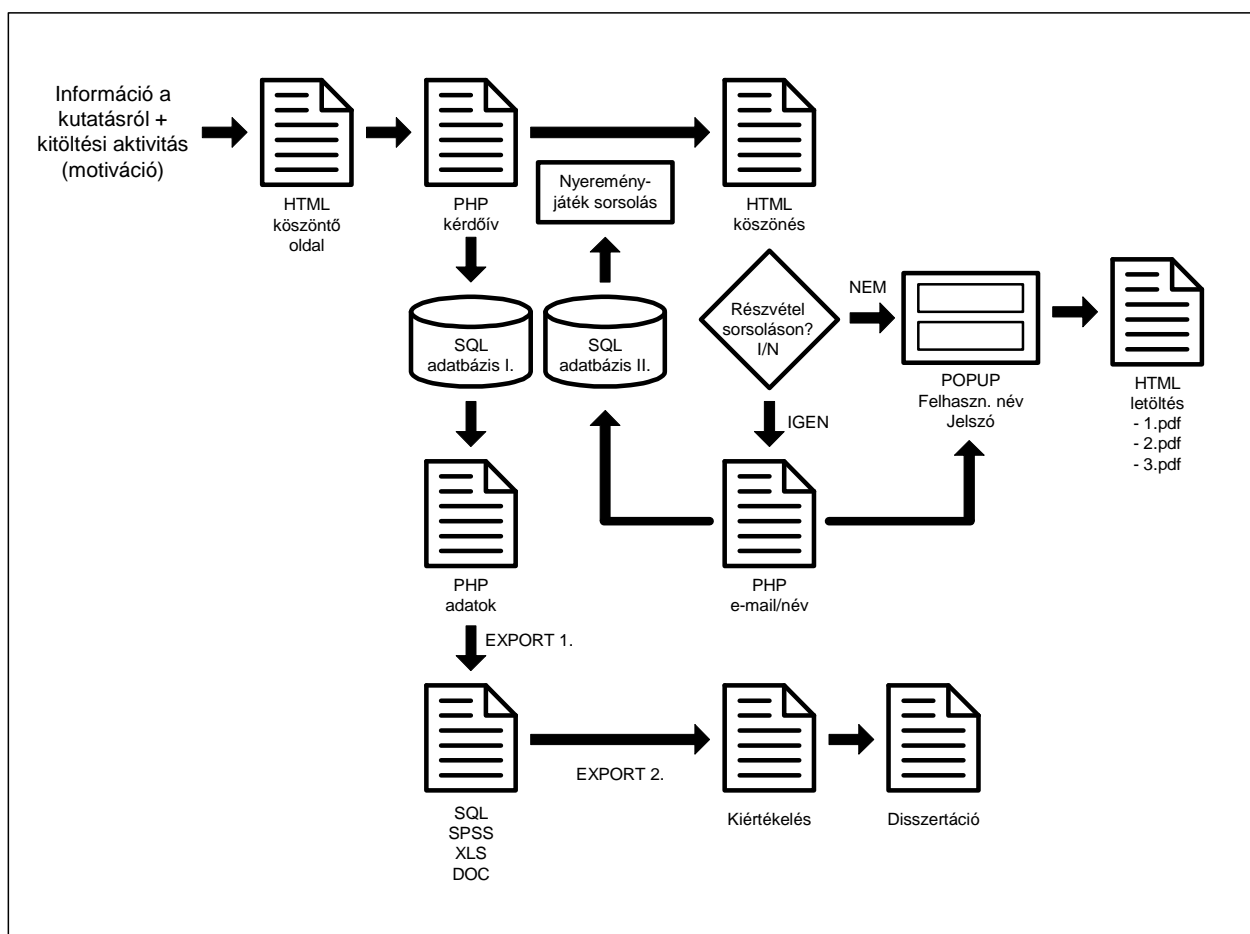 Információ a
kutatásról +
kitöltési aktivitás
(motiváció)
HTML
köszöntő
oldal
PHP
kérdőív
Nyeremény-
játék sorsolás
HTML
köszönés
SQL
adatbázis I.
SQL
adatbázis II.
Részvétel
sorsoláson?
I/N
NEM
IGEN
POPUP
Felhaszn. név
Jelszó
HTML
letöltés
- 1.pdf
- 2.pdf
- 3.pdf
PHP
adatok
PHP
e-mail/név
EXPORT 1.
EXPORT 2.
SQL
SPSS
XLS
DOC
Kiértékelés
Disszertáció